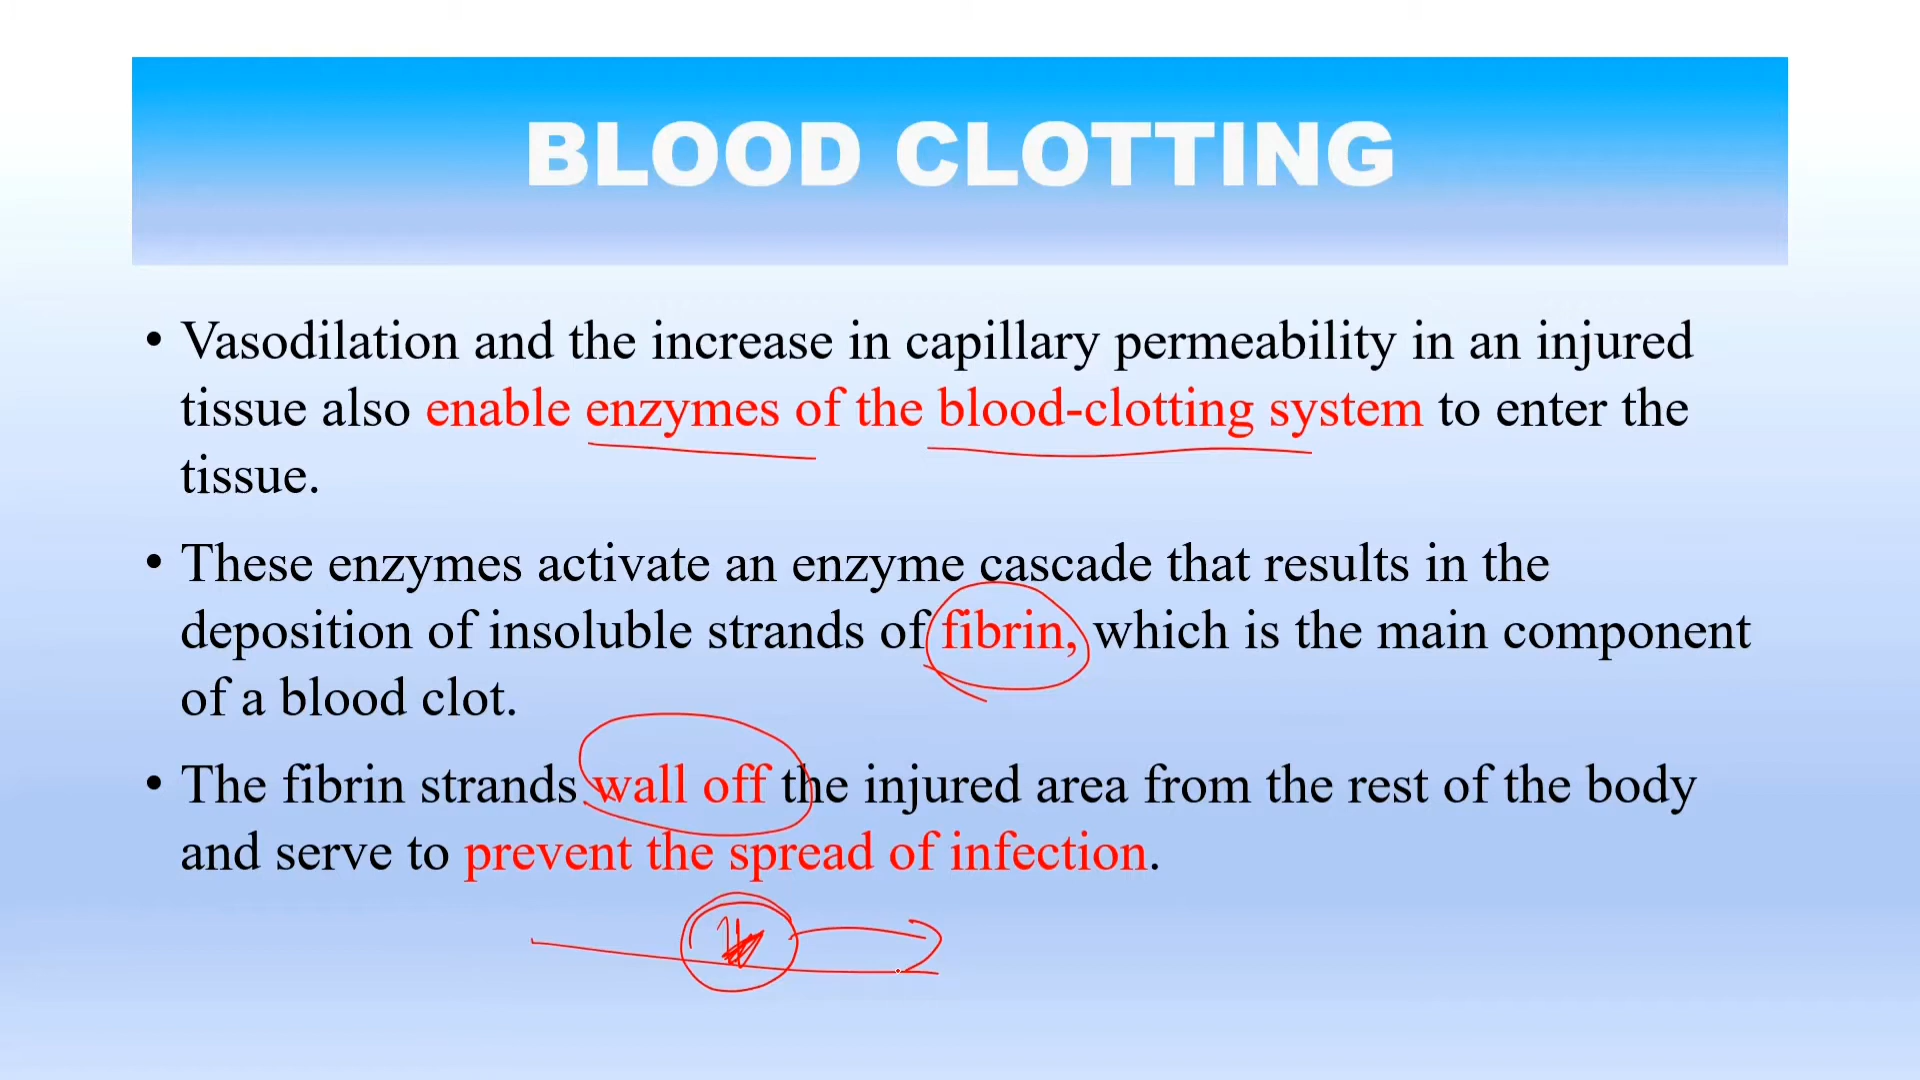 BLOOD CLOTTING
• Vasodilation and the increase in capillary permeability in an injured
tissue also enable enzymes of the blood-clotting system to enter the
tissue.
• These enzymes activate an enzyme cascade that results in the
deposition of insoluble strands of fibrin, which is the main component
of a blood clot.
• The fibrin strands wall off the injured area from the rest of the body
and serve to prevent the spread of infection.